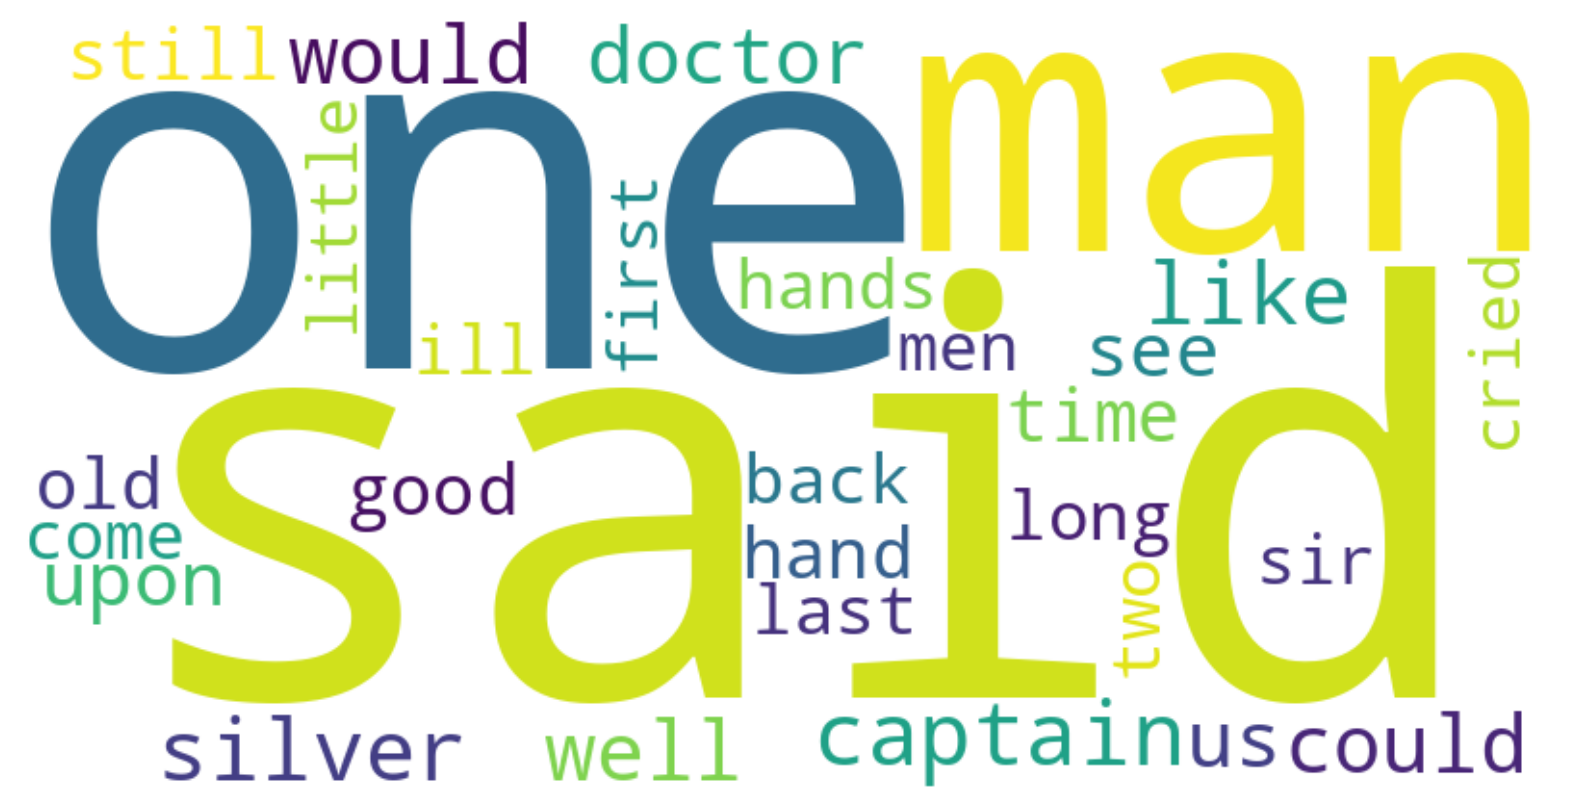 still
would
doctor
man
one
little
first
hands
like
cried
ill
men
see
said
time
old
good
back
long
come
hand
sir
upon
last
two
silver
well
captain
us
could